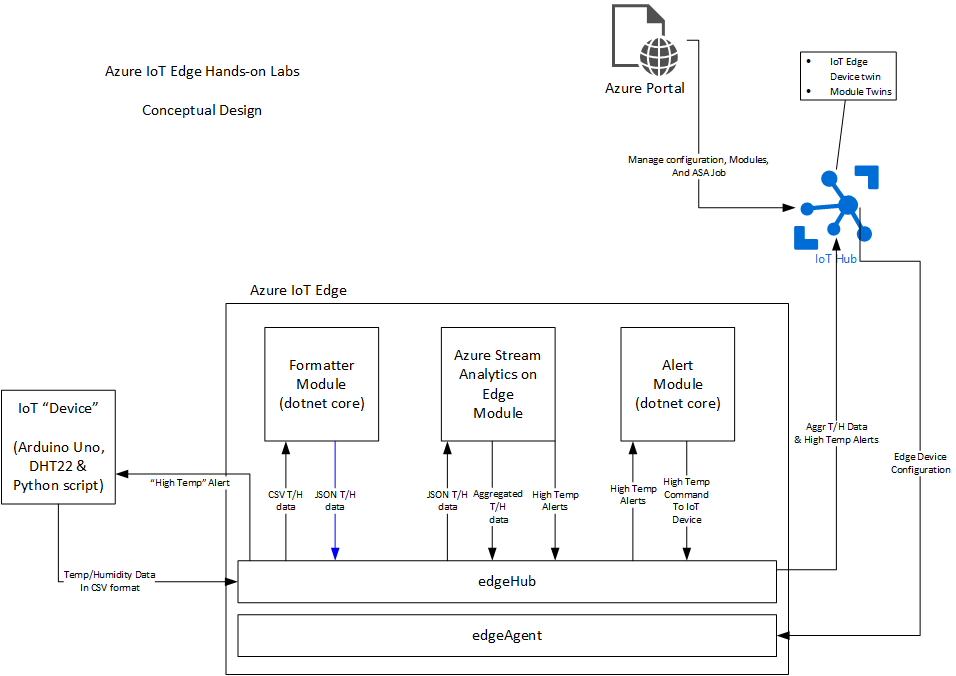 Azure IoT Edge Hands-on Labs
Conceptual Design
Azure Portal
• IoT Edge
Device twin
• Module Twins
Manage configuration, Modules,
And ASA Job
IoT Hub
Azure IoT Edge
Formatter
Module
(dotnet core)
Azure Stream
Analytics on
Edge
Module
Alert
Module
(dotnet core)
IoT “Device”
(Arduino Uno,
DHT22 &
Python script)
“High Temp” Alert
CSV T/H
data
JSON T/H
data
JSON T/H
data
Aggregated
T/H
data
High Temp
Alerts
High Temp
Alerts
High Temp
Command
To IoT
Device
Aggr T/H Data
& High Temp Alerts
Edge Device
Configuration
Temp/Humidity Data
In CSV format
edgeHub
edgeAgent